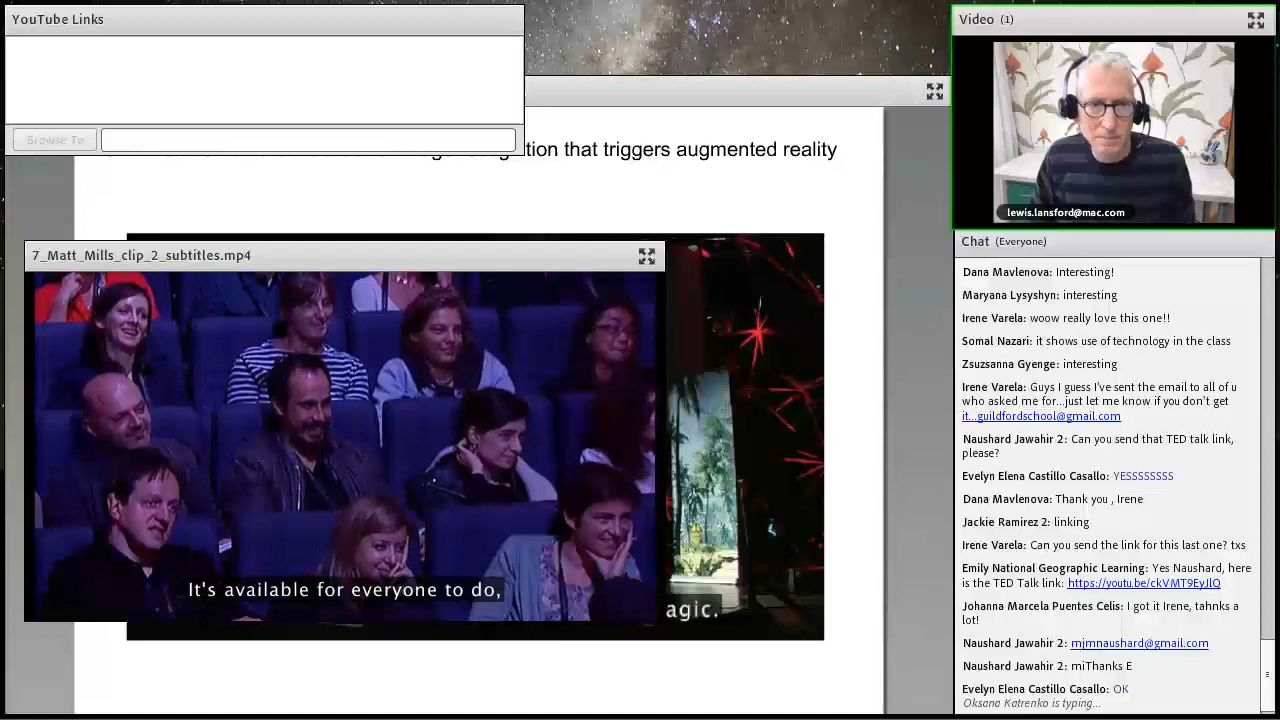 YouTube Links
Browse To
tion that triggers augmented reality
7_Matt_Mills_clip_2_subtitles.mp4
It's available for everyone to do,
agic.
Video (1)
lewis.lansford@mac.com
Chat (Everyone)
Dana Mavlenova: Interesting!
Maryana Lysyshyn: interesting
Irene Varela: woow really love this one!!
Somal Nazari: it shows use of technology in the class
Zsuzsanna Gyenge: interesting
Irene Varela: Guys I guess I've sent the email to all of u
who asked me for...just let me know if you don't get
it...guildfordschool@gmail.com
Naushard Jawahir 2: Can you send that TED talk link,
please?
Evelyn Elena Castillo Casallo: YESSSSSSSS
Dana Mavlenova: Thank you , Irene
Jackie Ramirez 2: linking
Irene Varela: Can you send the link for this last one? txs
Emily National Geographic Learning: Yes Naushard, here
is the TED Talk link: https://youtu.be/ckVMT9EyJlQ
Johanna Marcela Puentes Celis: I got it Irene, tahnks a
lot!
Naushard Jawahir 2: mjmnaushard@gmail.com
Naushard Jawahir 2: miThanks E
Evelyn Elena Castillo Casallo: OK
Oksana Katrenko is typing...